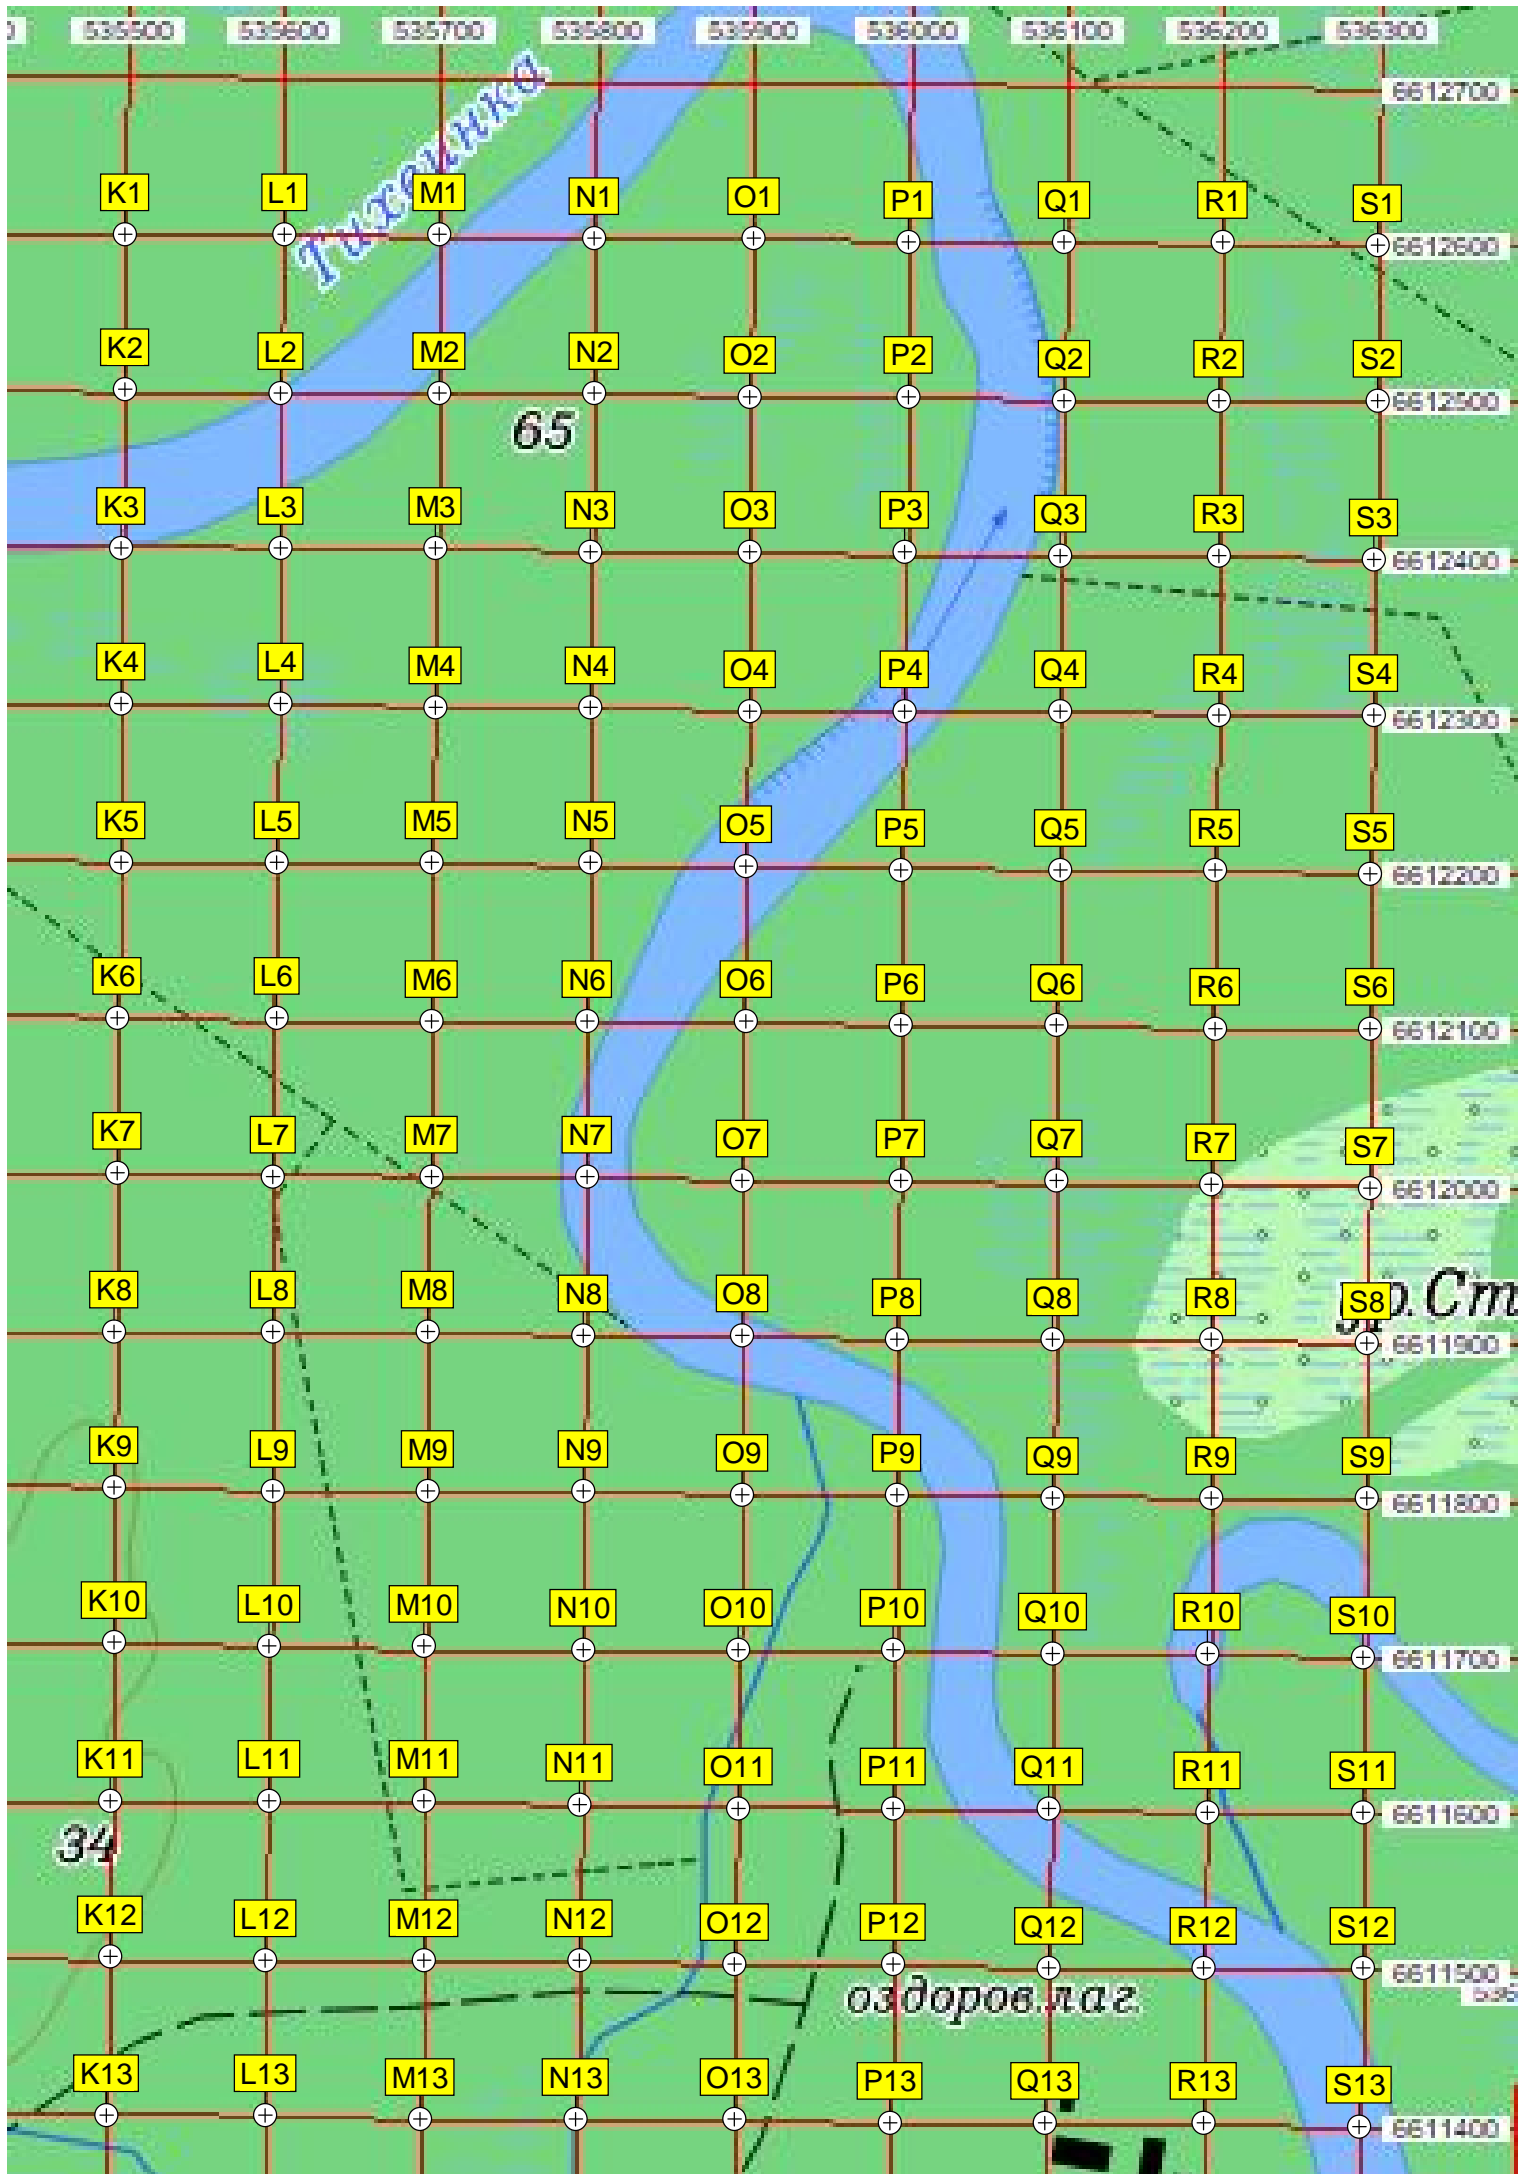 535500 535600 535700 535800 535900 536000 536100 536200 536300
Тихвинка
6612700
K1 L1 M1 N1 O1 P1 Q1 R1 S1
6612600
K2 L2 M2 N2 O2 P2 Q2 R2 S2
6612500
65
K3 L3 M3 N3 O3 P3 Q3 R3 S3
6612400
K4 L4 M4 N4 O4 P4 Q4 R4 S4
6612300
K5 L5 M5 N5 O5 P5 Q5 R5 S5
6612200
K6 L6 M6 N6 O6 P6 Q6 R6 S6
6612100
K7 L7 M7 N7 O7 P7 Q7 R7 S7
6612000
K8 L8 M8 N8 O8 P8 Q8 R8 S8
ур.Ст
6611900
K9 L9 M9 N9 O9 P9 Q9 R9 S9
6611800
K10 L10 M10 N10 O10 P10 Q10 R10 S10
6611700
K11 L11 M11 N11 O11 P11 Q11 R11 S11
6611600
34
K12 L12 M12 N12 O12 P12 Q12 R12 S12
6611500
536
оздоров.лаг.
K13 L13 M13 N13 O13 P13 Q13 R13 S13
6611400